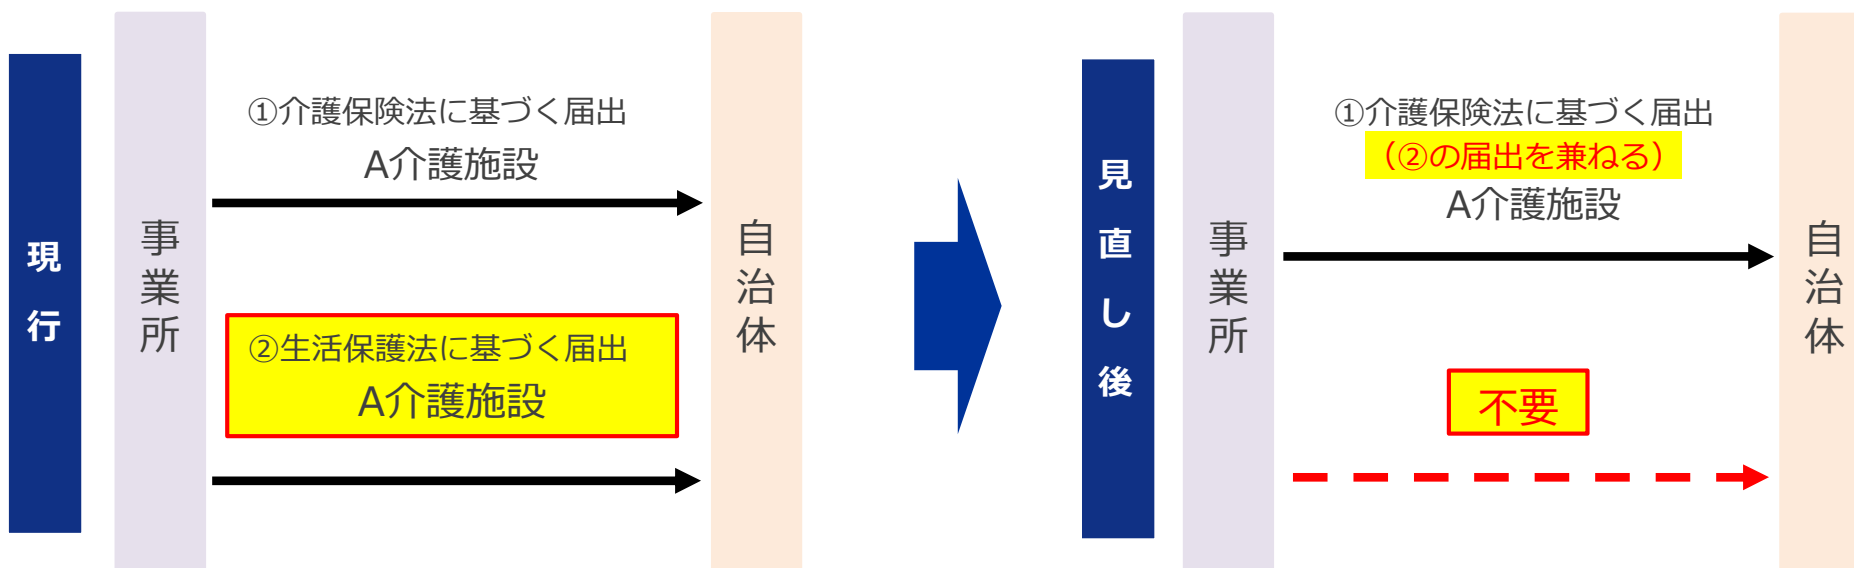 現行
事業所
①介護保険法に基づく届出
A介護施設
②生活保護法に基づく届出
A介護施設
自治体
見直し後
事業所
①介護保険法に基づく届出
（②の届出を兼ねる）
A介護施設
不要
自治体